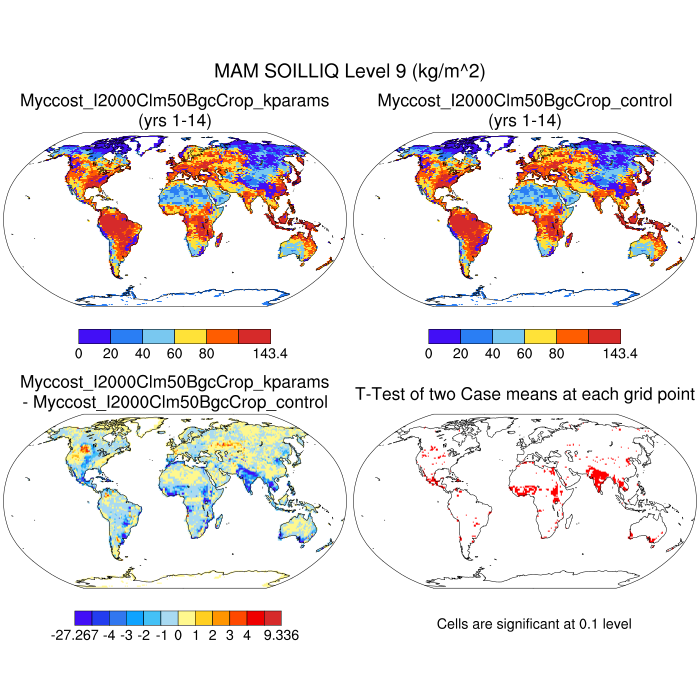 MAM SOILLIQ Level 9 (kg/m^2)
Myccost_I2000Clm50BgcCrop_kparams
(yrs 1-14)
Myccost_I2000Clm50BgcCrop_control
(yrs 1-14)
0 20 40 60 80 143.4
0 20 40 60 80 143.4
Myccost_I2000Clm50BgcCrop_kparams
- Myccost_I2000Clm50BgcCrop_control
T-Test of two Case means at each grid point
-27.267 -4 -3 -2 -1 0 1 2 3 4 9.336
Cells are significant at 0.1 level